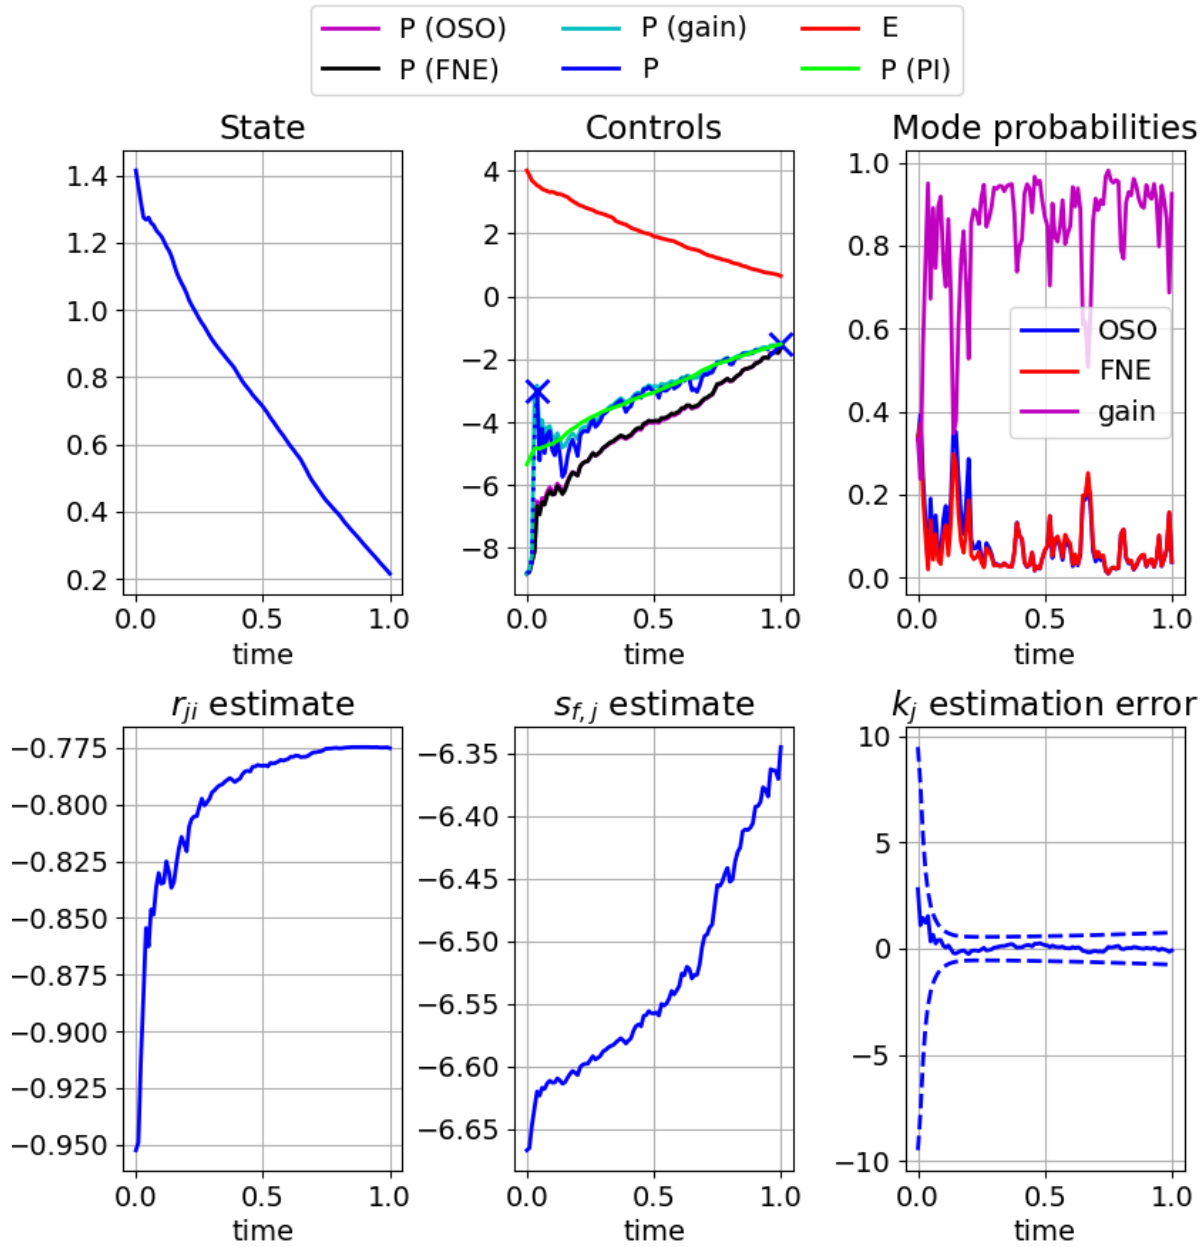 P (OSO) P (gain) E
P (FNE) P P (PI)
State Controls Mode probabilities
1.4
1.2
1.0
0.8
0.6
0.4
0.2
0.0 0.5 1.0
time
4
2
0
−2
−4
−6
−8
0.0 0.5 1.0
time
1.0
0.8
0.6
0.4
0.2
0.0
OSO
FNE
gain
0.0 0.5 1.0
time
r_{ji} estimate s_{f, j} estimate k_j estimation error
−0.775
−0.800
−0.825
−0.850
−0.875
−0.900
−0.925
−0.950
0.0 0.5 1.0
time
−6.35
−6.40
−6.45
−6.50
−6.55
−6.60
−6.65
0.0 0.5 1.0
time
10
5
0
−5
−10
0.0 0.5 1.0
time